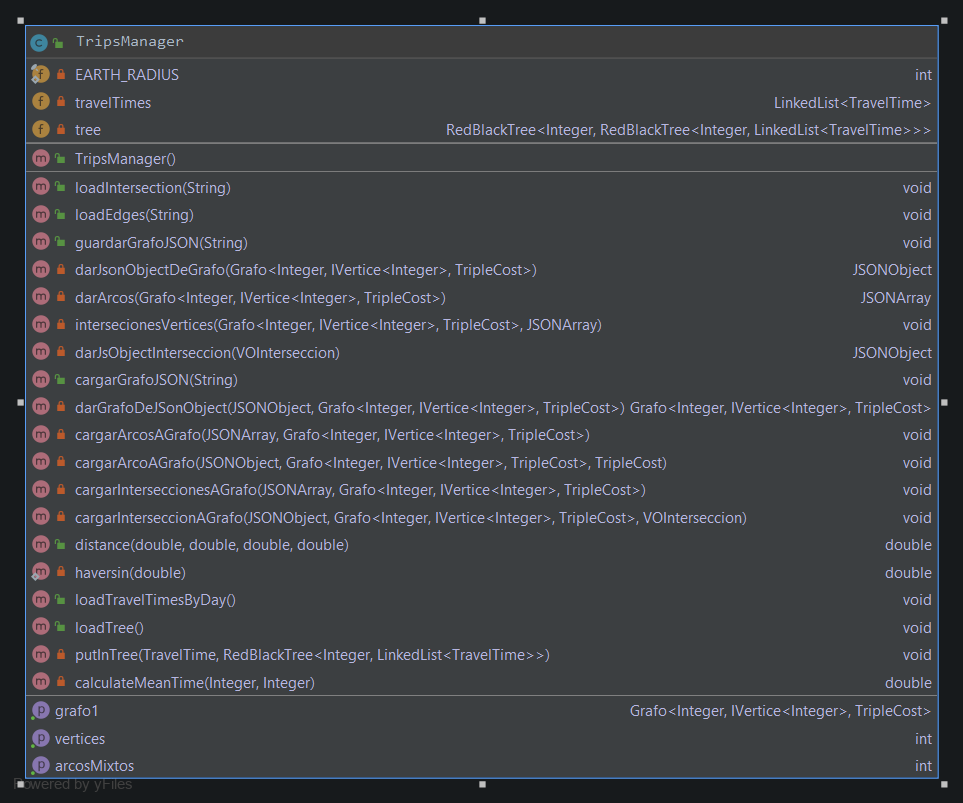 TripsManager
EARTH_RADIUS int
travelTimes LinkedList<TravelTime>
tree RedBlackTree<Integer, RedBlackTree<Integer, LinkedList<TravelTime>>>
TripsManager()
loadIntersection(String) void
loadEdges(String) void
guardarGrafoJSON(String) void
darJsonObjectDeGrafo(Grafo<Integer, IVertice<Integer>, TripleCost>) JSONObject
darArcos(Grafo<Integer, IVertice<Integer>, TripleCost>) JSONArray
intersecionesVertices(Grafo<Integer, IVertice<Integer>, TripleCost>, JSONArray) void
darJsObjectInterseccion(VOInterseccion) JSONObject
cargarGrafoJSON(String) void
darGrafoDeJSonObject(JSONObject, Grafo<Integer, IVertice<Integer>, TripleCost>) Grafo<Integer, IVertice<Integer>, TripleCost>
cargarArcosAGrafo(JSONArray, Grafo<Integer, IVertice<Integer>, TripleCost>) void
cargarArcoAGrafo(JSONObject, Grafo<Integer, IVertice<Integer>, TripleCost>, TripleCost) void
cargarInterseccionesAGrafo(JSONArray, Grafo<Integer, IVertice<Integer>, TripleCost>) void
cargarInterseccionAGrafo(JSONObject, Grafo<Integer, IVertice<Integer>, TripleCost>, VOInterseccion) void
distance(double, double, double, double) double
haversin(double) double
loadTravelTimesByDay() void
loadTree() void
putInTree(TravelTime, RedBlackTree<Integer, LinkedList<TravelTime>>) void
calculateMeanTime(Integer, Integer) double
grafo1 Grafo<Integer, IVertice<Integer>, TripleCost>
vertices int
arcosMixtos int
Powered by yFiles